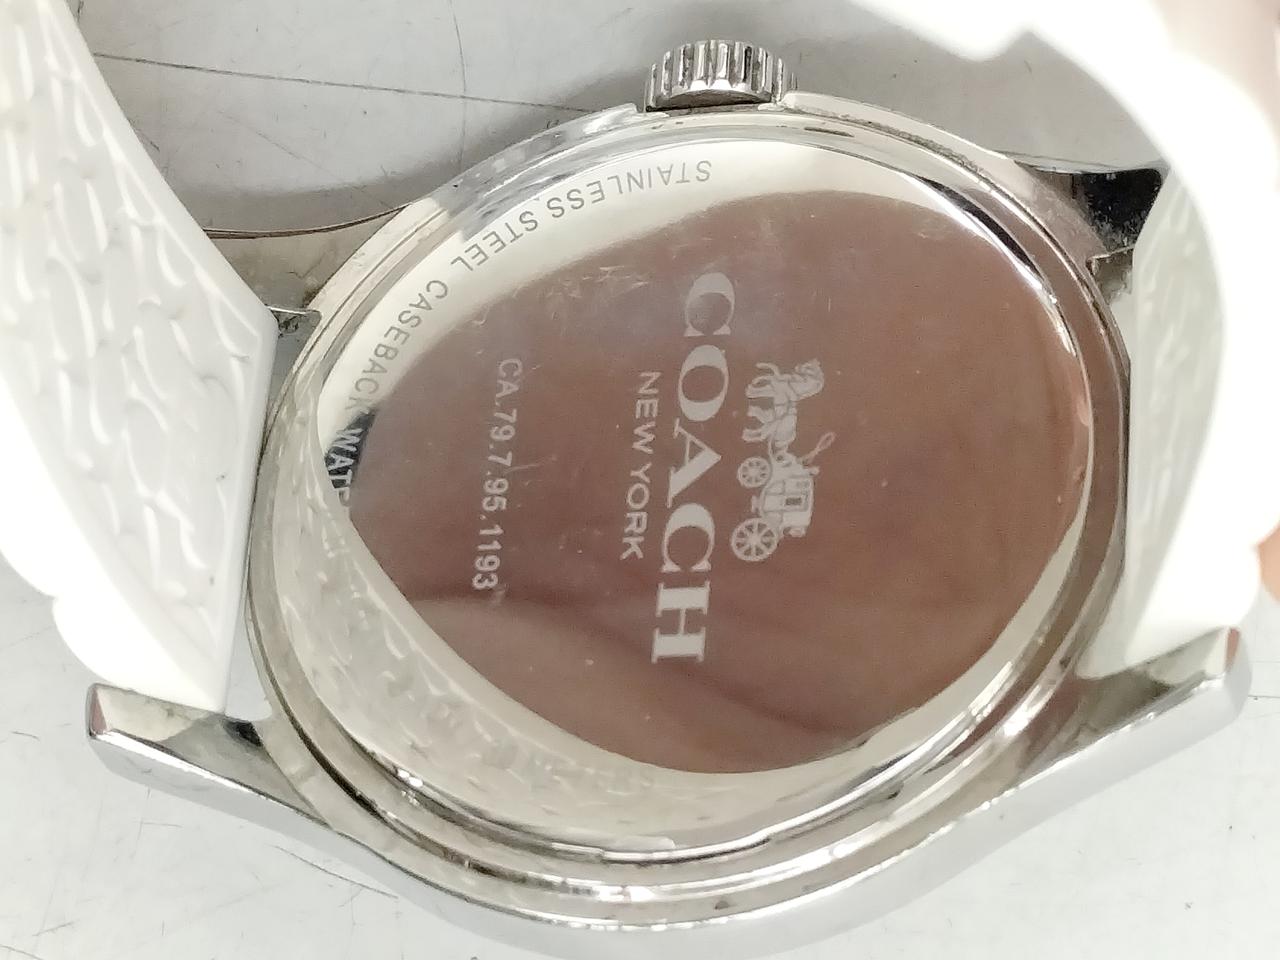 COACH
NEW YORK
CA.79.7.95.1193
STAINLESS STEEL CASEBACK